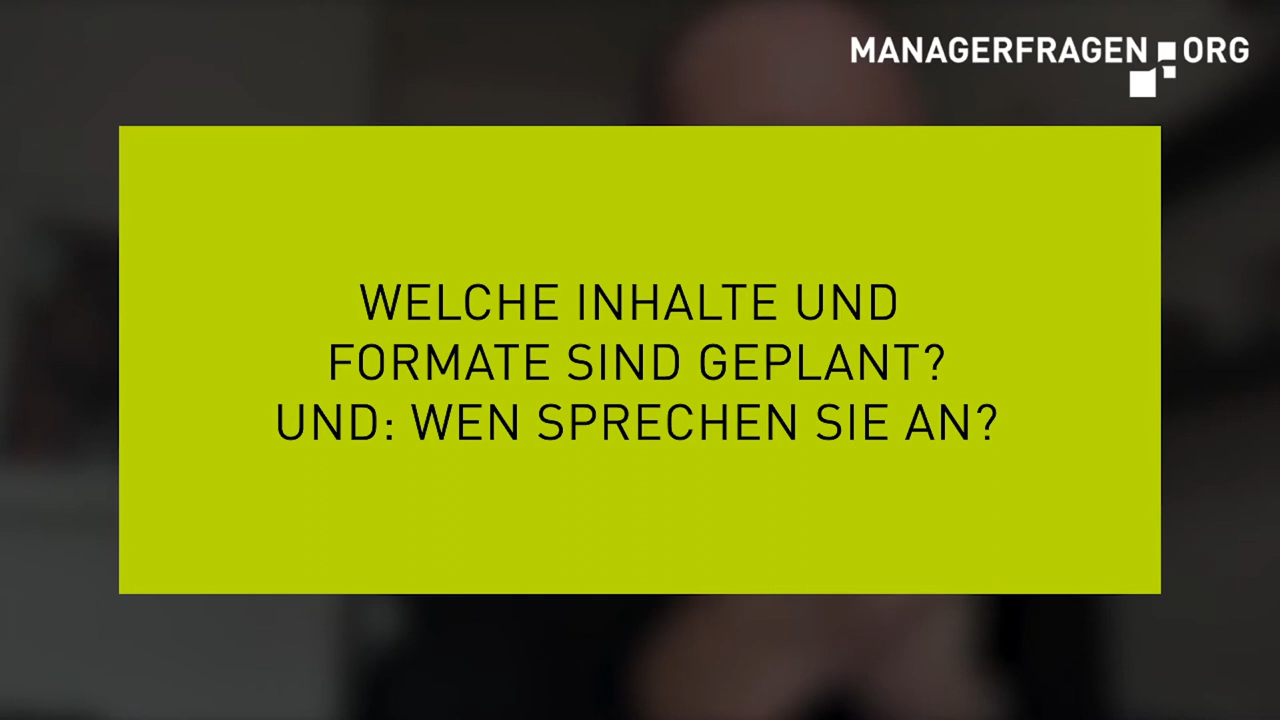 MANAGERFRAGEN.ORG
WELCHE INHALTE UND
FORMATE SIND GEPLANT?
UND: WEN SPRECHEN SIE AN?